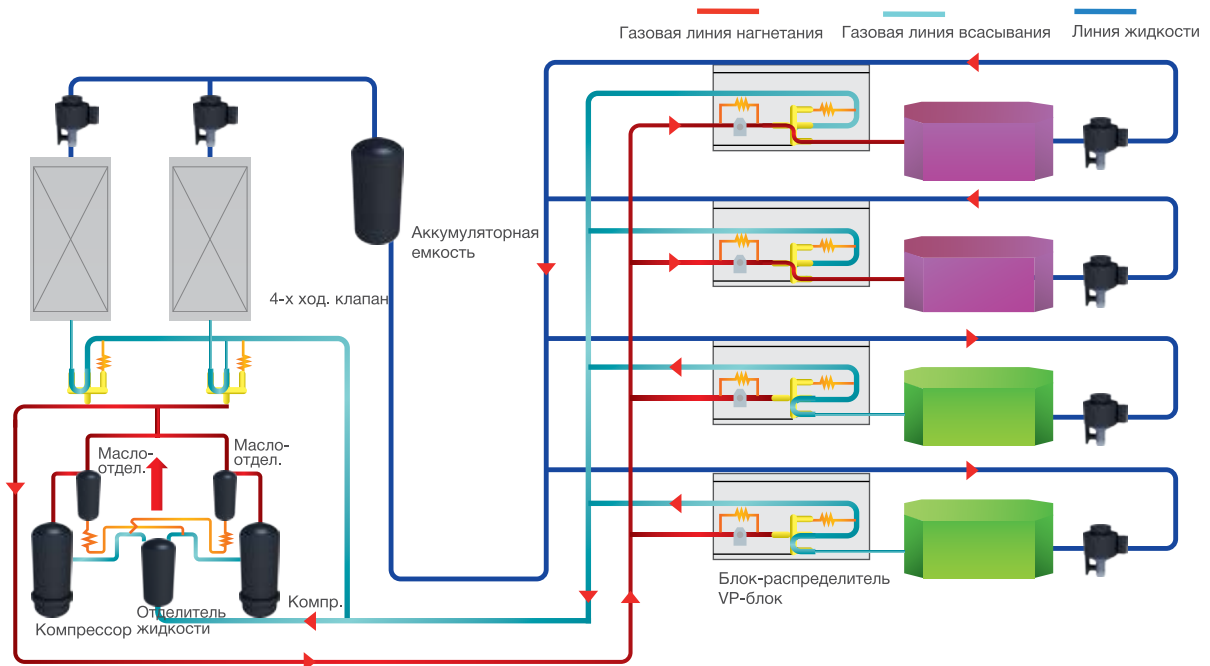 Газовая линия нагнетания
Газовая линия всасывания
Линия жидкости
Аккумуляторная
емкость
4-х ход. клапан
Масло-
отдел.
Масло-
отдел.
Компрессор
Отделитель
жидкости
Компр.
Блок-распределитель
VP-блок